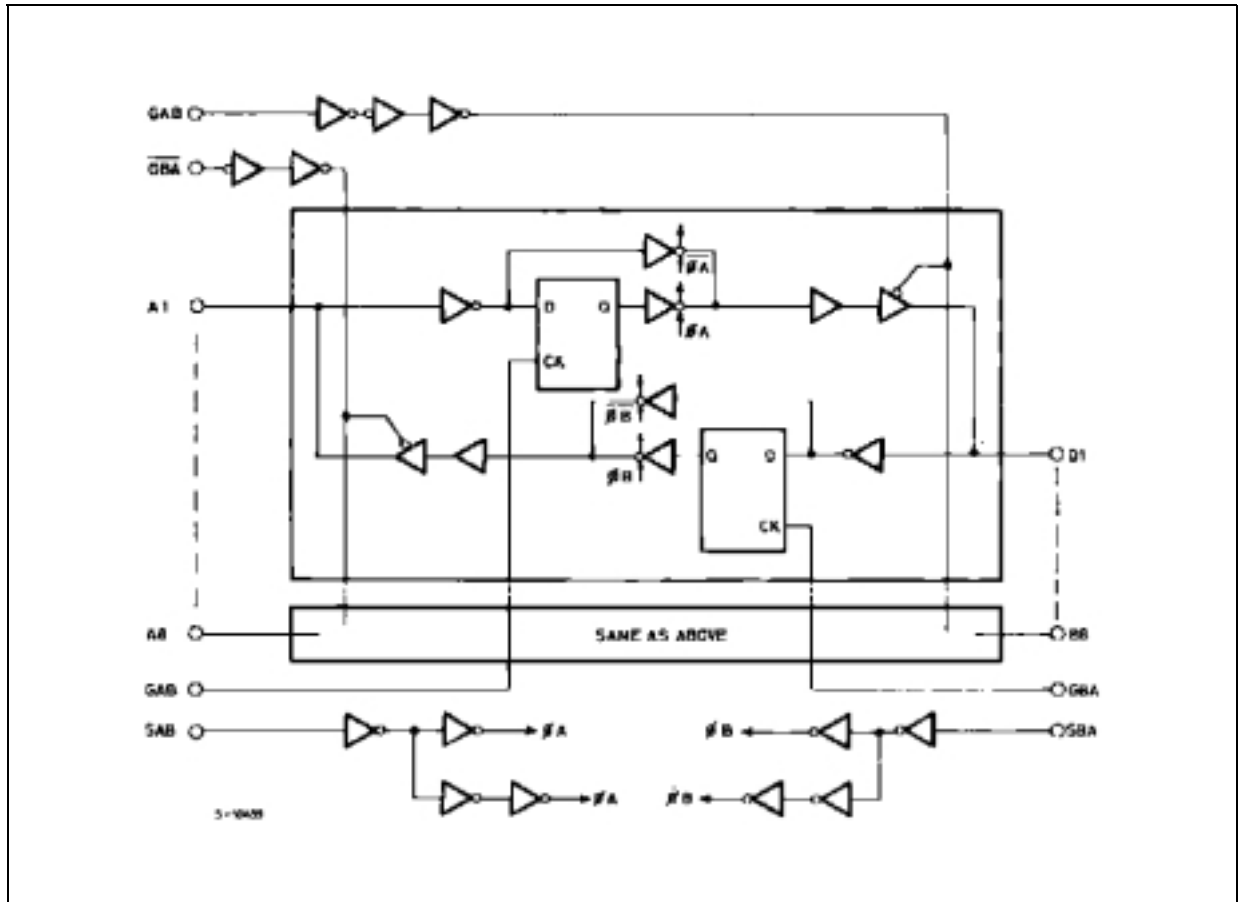 GAB
GBA
A1
ØA
D Q
ØA
CK
ØB
ØB
Q D
B1
CK
A8 SAME AS ABOVE B8
GAB GBA
SAB ØA ØB SBA
ØA ØB